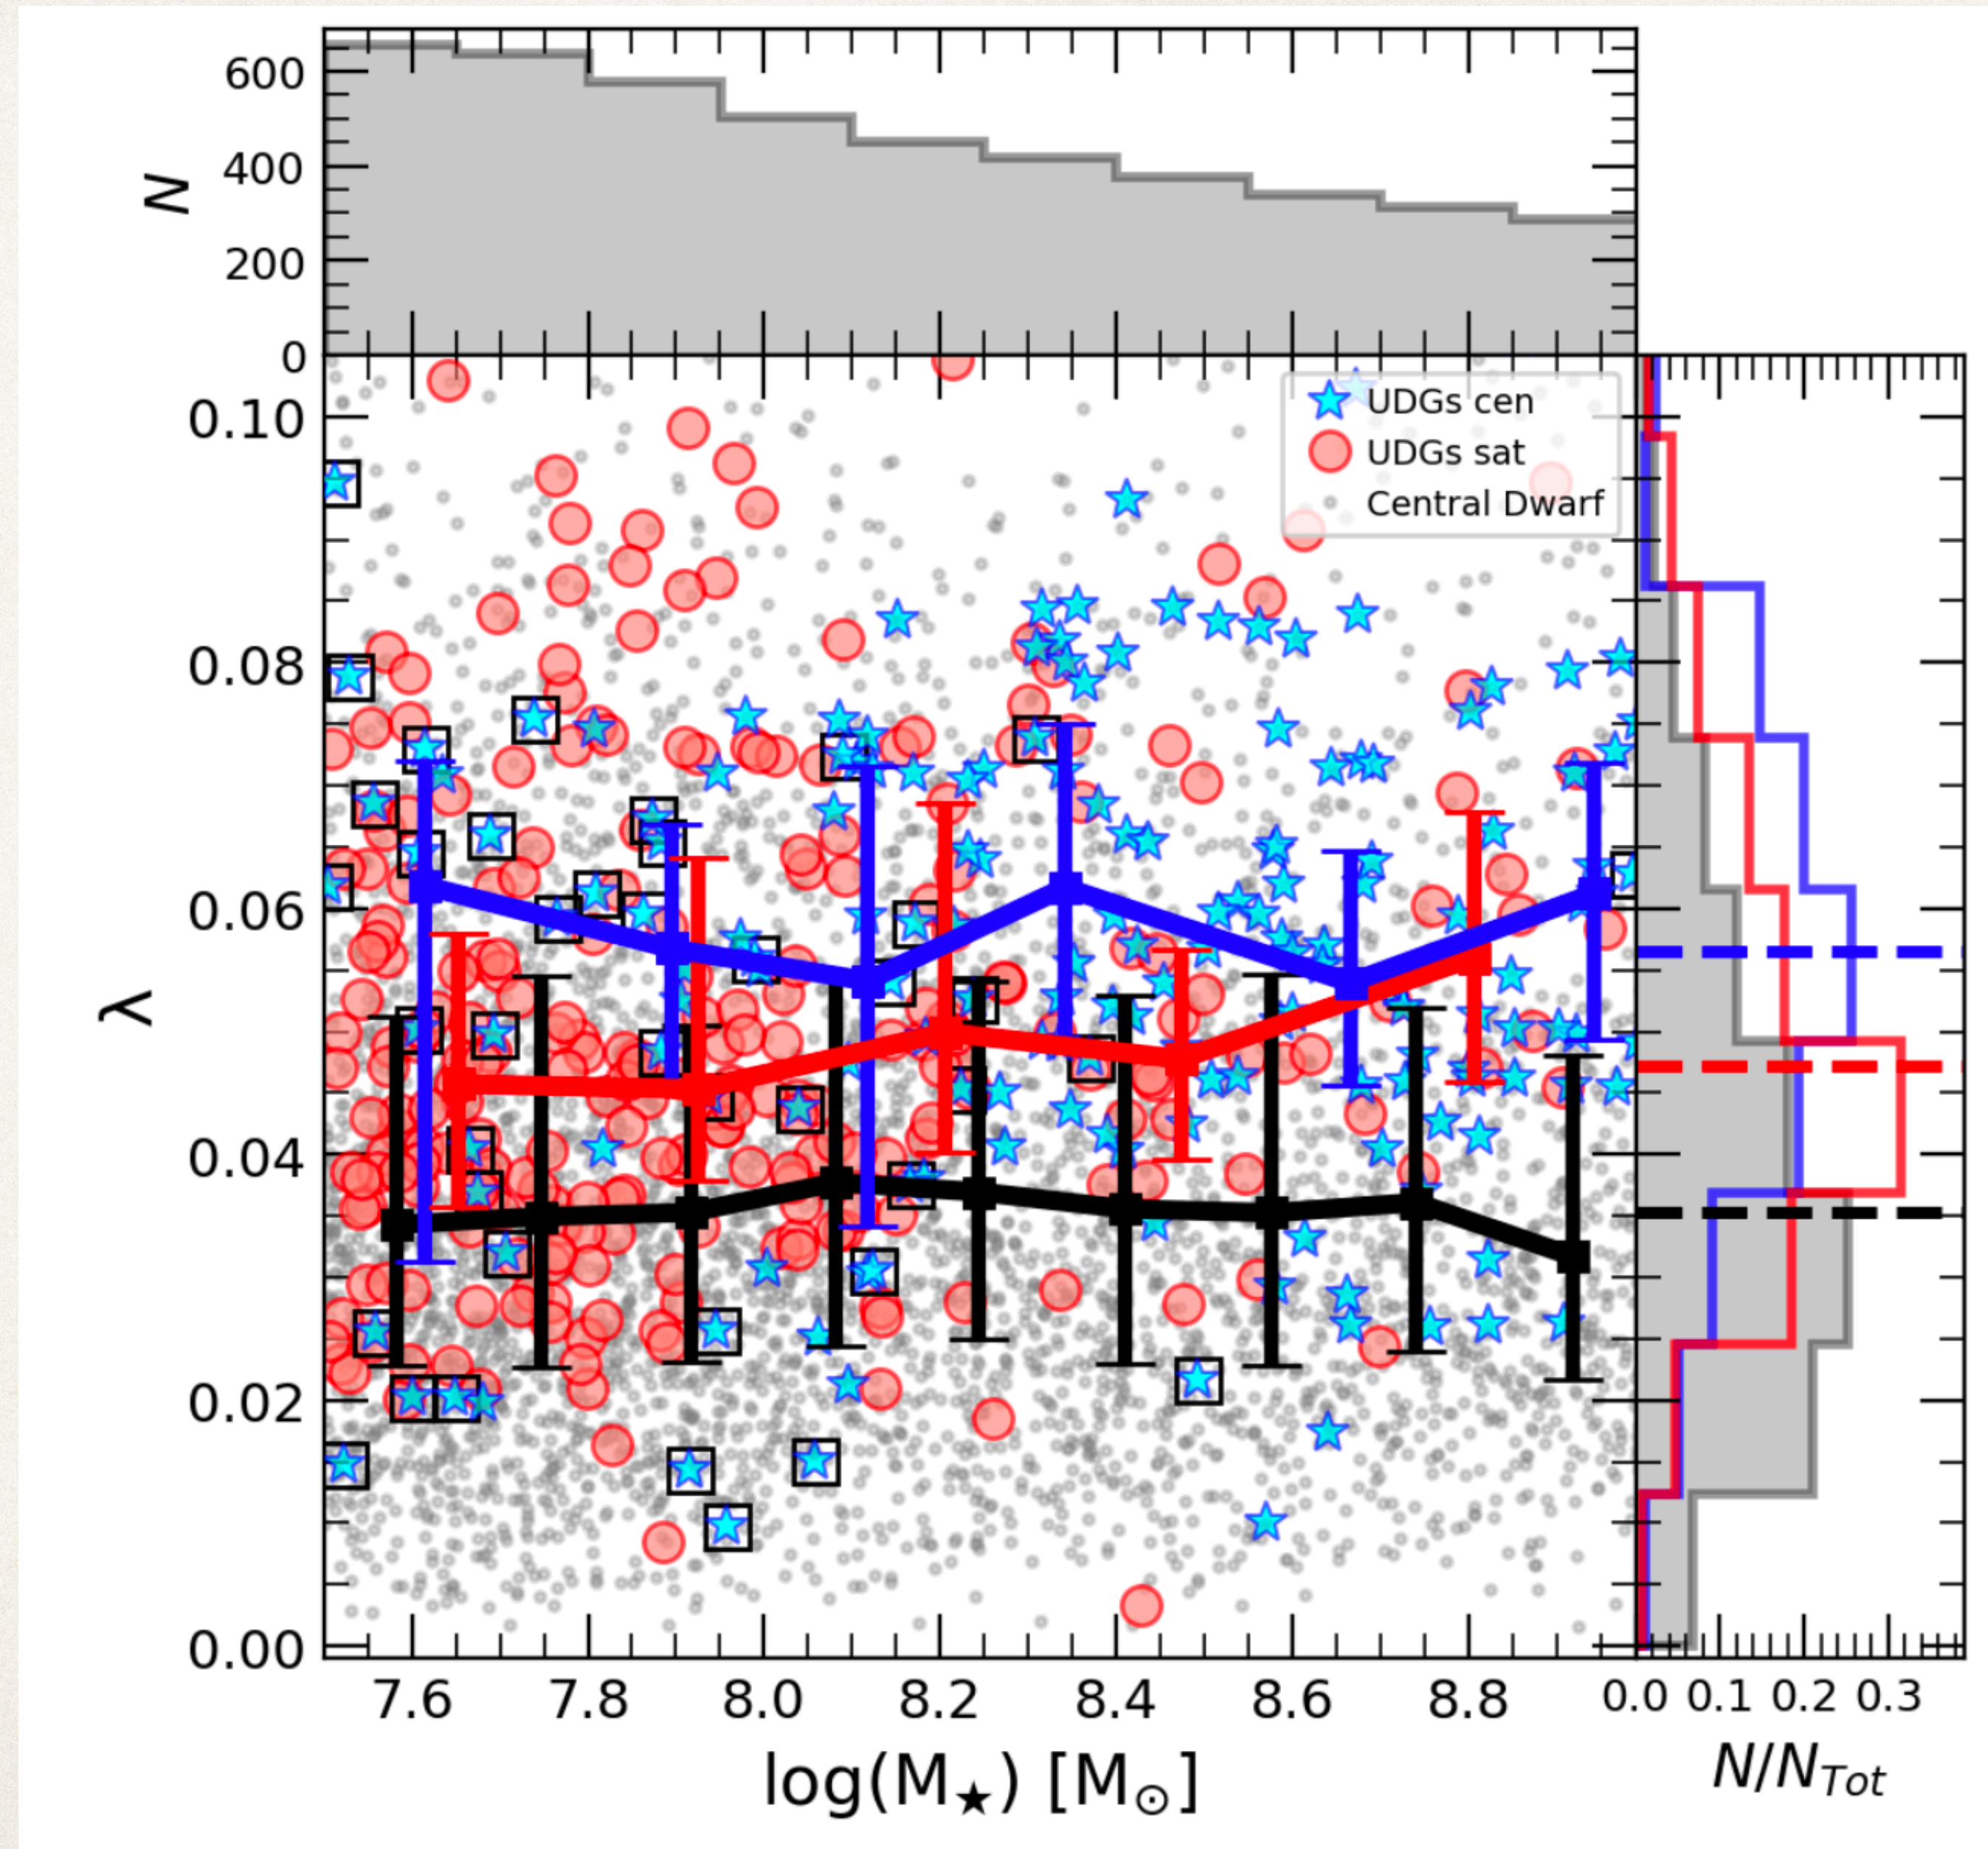 N
600
400
200
0
UDGs cen
UDGs sat
Central Dwarf
λ
0.10
0.08
0.06
0.04
0.02
0.00
7.6 7.8 8.0 8.2 8.4 8.6 8.8
0.0 0.1 0.2 0.3
log(M★) [M⊙]
N/NTot